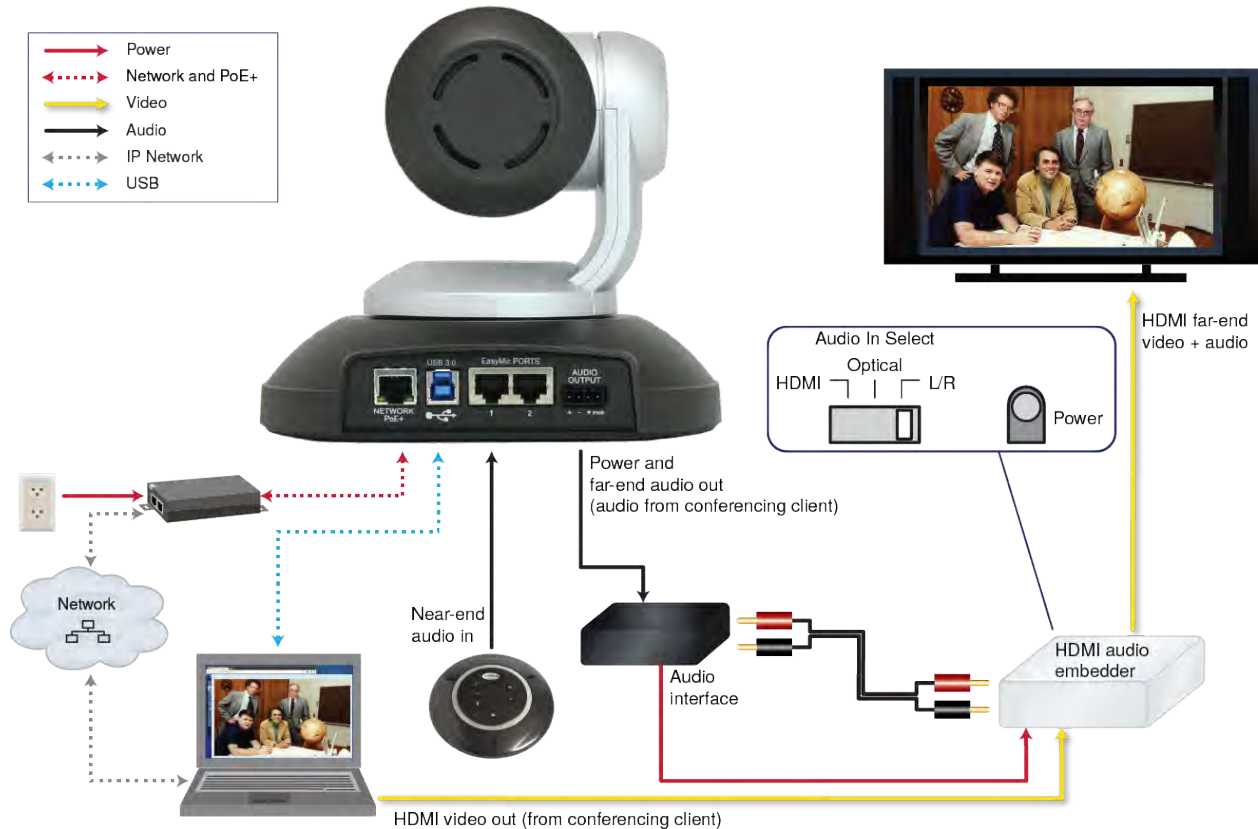 Power
Network and PoE+
Video
Audio
IP Network
USB
USB 3.0
EasyMic PORTS
AUDIO
OUTPUT
NETWORK
PoE+
1
2
+ - ▼ PWR
HDMI far-end
video + audio
Audio In Select
Optical
HDMI
L/R
Power
Power and
far-end audio out
(audio from conferencing client)
Network
Near-end
audio in
Audio
interface
HDMI audio
embedder
HDMI video out (from conferencing client)